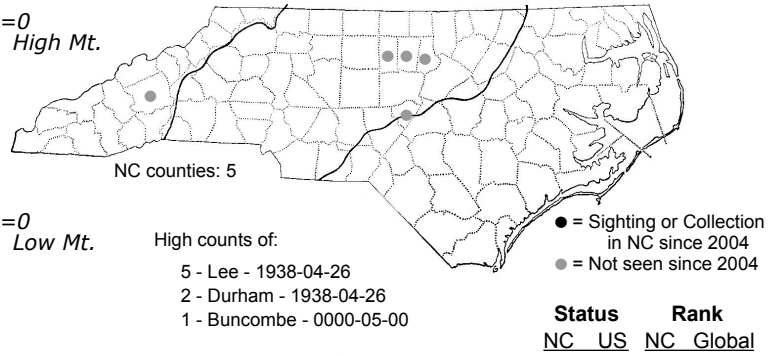 =0
High Mt.
NC counties: 5
=0
Low Mt.
High counts of:
5 - Lee - 1938-04-26
2 - Durham - 1938-04-26
1 - Buncombe - 0000-05-00
● = Sighting or Collection
in NC since 2004
● = Not seen since 2004
Status Rank
NC US NC Global